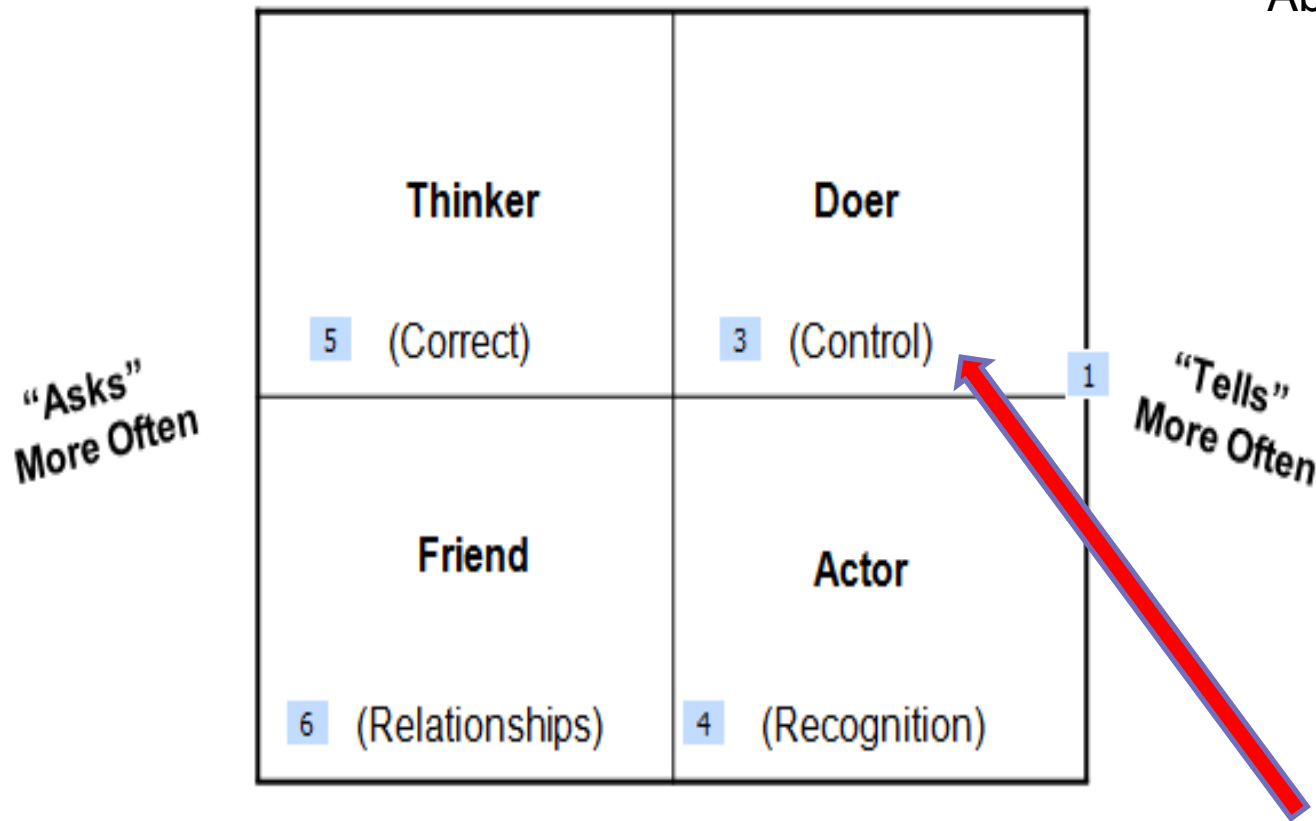 Ab
Thinker
Doer
5 (Correct)
3 (Control)
1
“Asks”
More Often
“Tells”
More Often
Friend
Actor
6 (Relationships)
4 (Recognition)